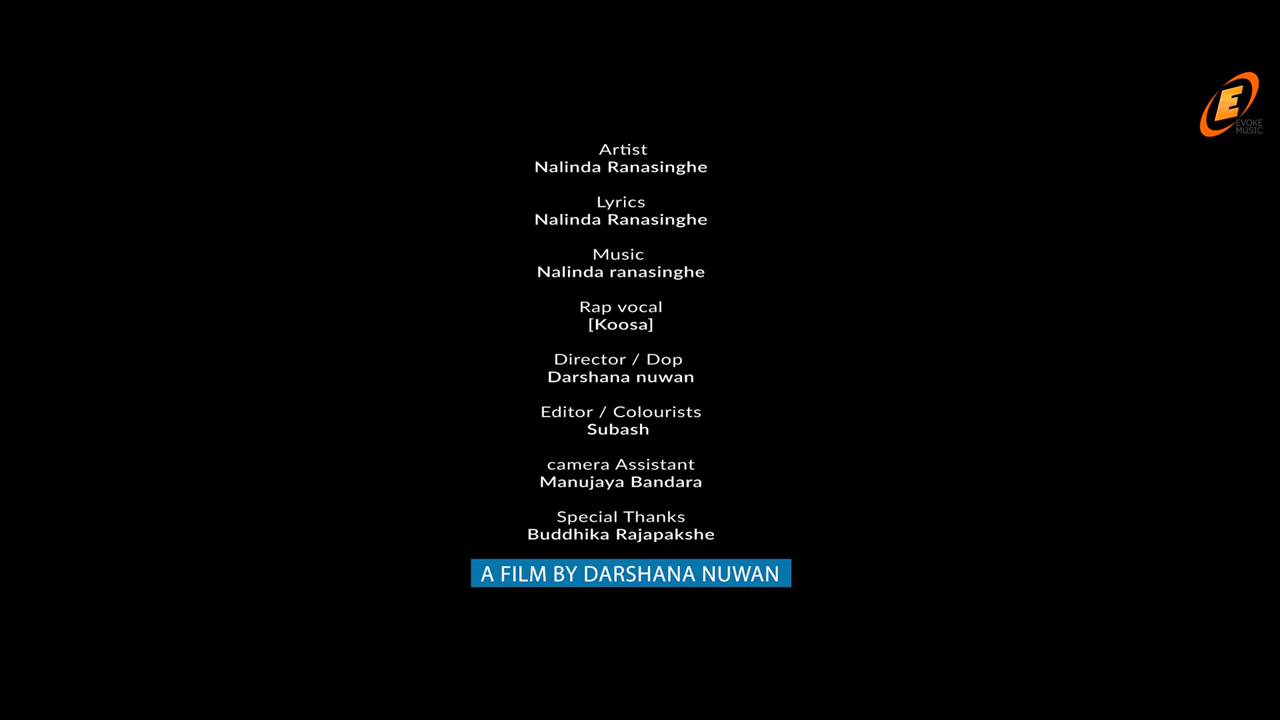 E
EVOKE
MUSIC
Artist
Nalinda Ranasinghe
Lyrics
Nalinda Ranasinghe
Music
Nalinda ranasinghe
Rap vocal
[Koosa]
Director / Dop
Darshana nuwan
Editor / Colourists
Subash
camera Assistant
Manujaya Bandara
Special Thanks
Buddhika Rajapakshe
A FILM BY DARSHANA NUWAN